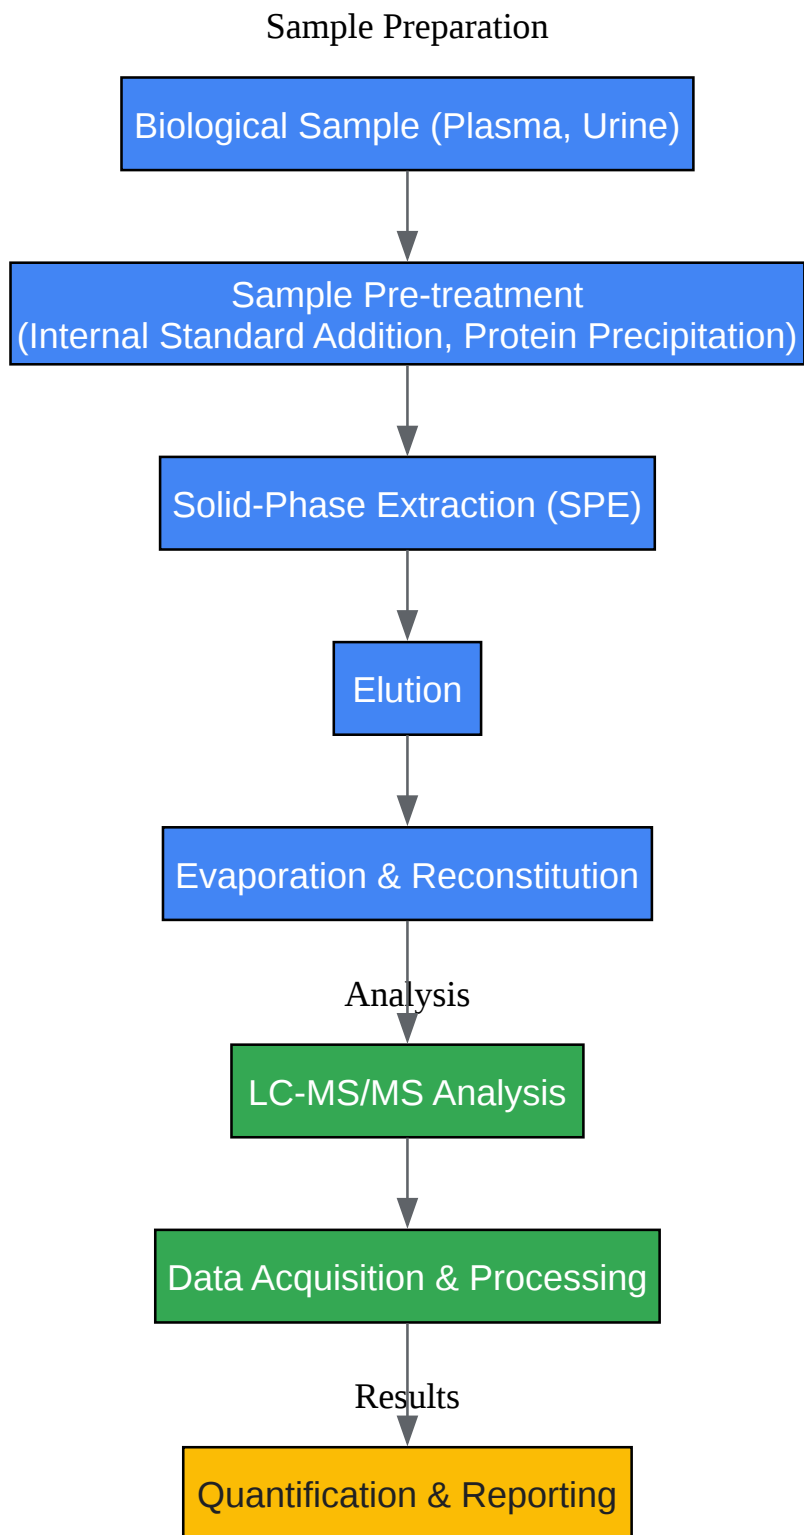 Sample Preparation
Biological Sample (Plasma, Urine)
Sample Pre-treatment
(Internal Standard Addition, Protein Precipitation)
Solid-Phase Extraction (SPE)
Elution
Evaporation & Reconstitution
Analysis
LC-MS/MS Analysis
Data Acquisition & Processing
Results
Quantification & Reporting